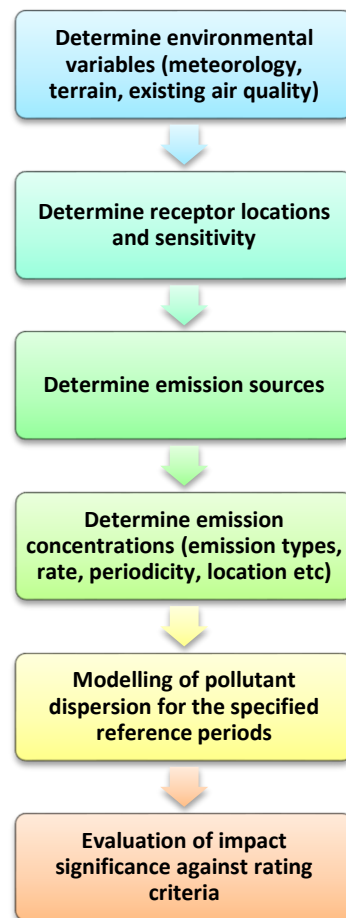 Determine environmental
variables (meteorology,
terrain, existing air quality)
Determine receptor locations
and sensitivity
Determine emission sources
Determine emission
concentrations (emission types,
rate, periodicity, location etc)
Modelling of pollutant
dispersion for the specified
reference periods
Evaluation of impact
significance against rating
criteria